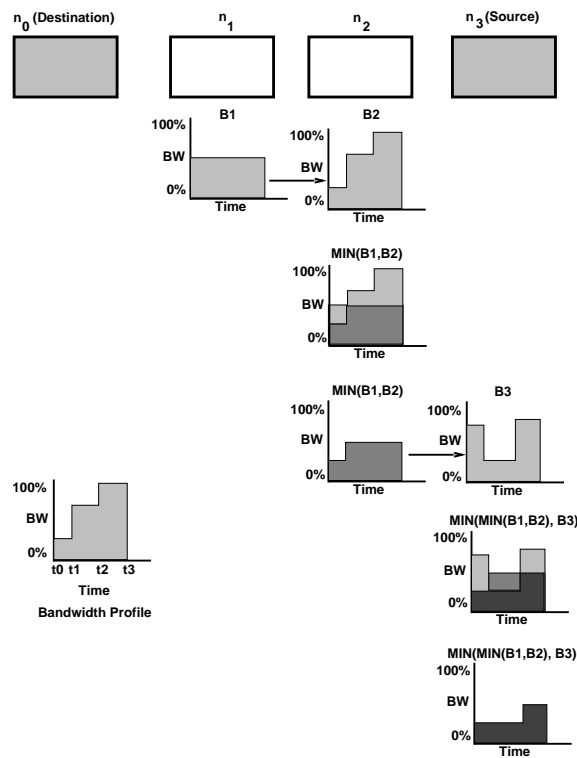 n0 (Destination)
n1
n2
n3 (Source)
B1
100%
BW
0%
Time
B2
100%
BW
0%
Time
MIN(B1,B2)
100%
BW
0%
Time
MIN(B1,B2)
100%
BW
0%
Time
B3
100%
BW
0%
Time
100%
BW
0%
t0 t1 t2 t3
Time
Bandwidth Profile
MIN(MIN(B1,B2), B3)
100%
BW
0%
Time
MIN(MIN(B1,B2), B3)
100%
BW
0%
Time